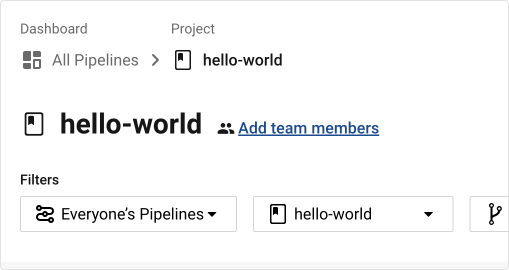 Dashboard Project
All Pipelines hello-world
hello-world Add team members
Filters
Everyone’s Pipelines hello-world